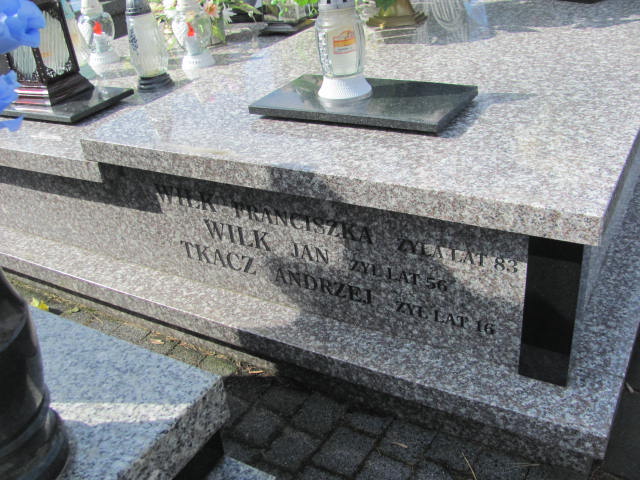 WILK FRANCISZKA ŻYŁA LAT 83
WILK JAN ŻYŁ LAT 56
TKACZ ANDRZEJ ŻYŁ LAT 16